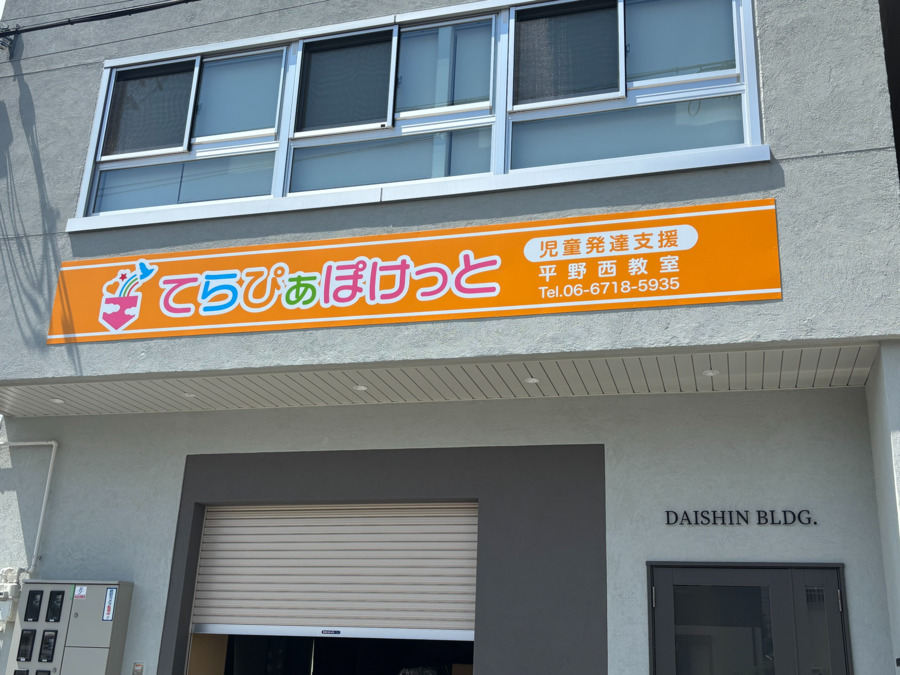 てらぴぁぽけっと
児童発達支援
平野西教室
Tel.06-6718-5935
DAISHIN BLDG.